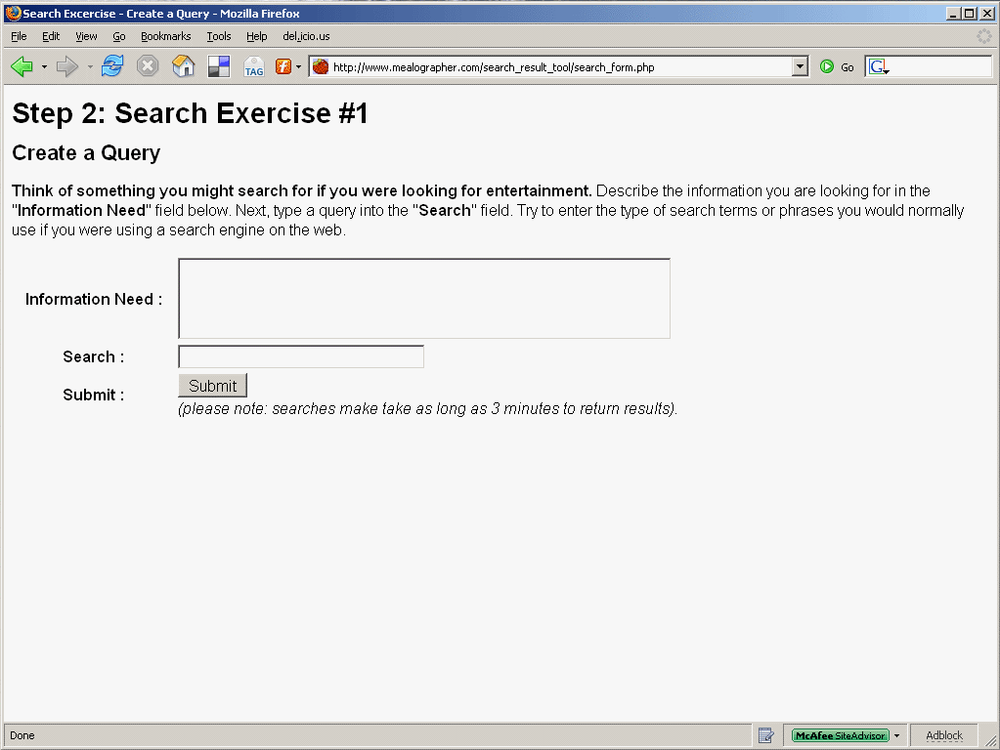 Search Excercise - Create a Query - Mozilla Firefox
File Edit View Go Bookmarks Tools Help del.icio.us
TAG http://www.mealographer.com/search_result_tool/search_form.php Go G
Step 2: Search Exercise #1
Create a Query
Think of something you might search for if you were looking for entertainment. Describe the information you are looking for in the
"Information Need" field below. Next, type a query into the "Search" field. Try to enter the type of search terms or phrases you would normally
use if you were using a search engine on the web.
Information Need :
Search :
Submit : Submit
(please note: searches make take as long as 3 minutes to return results).
Done McAfee SiteAdvisor Adblock